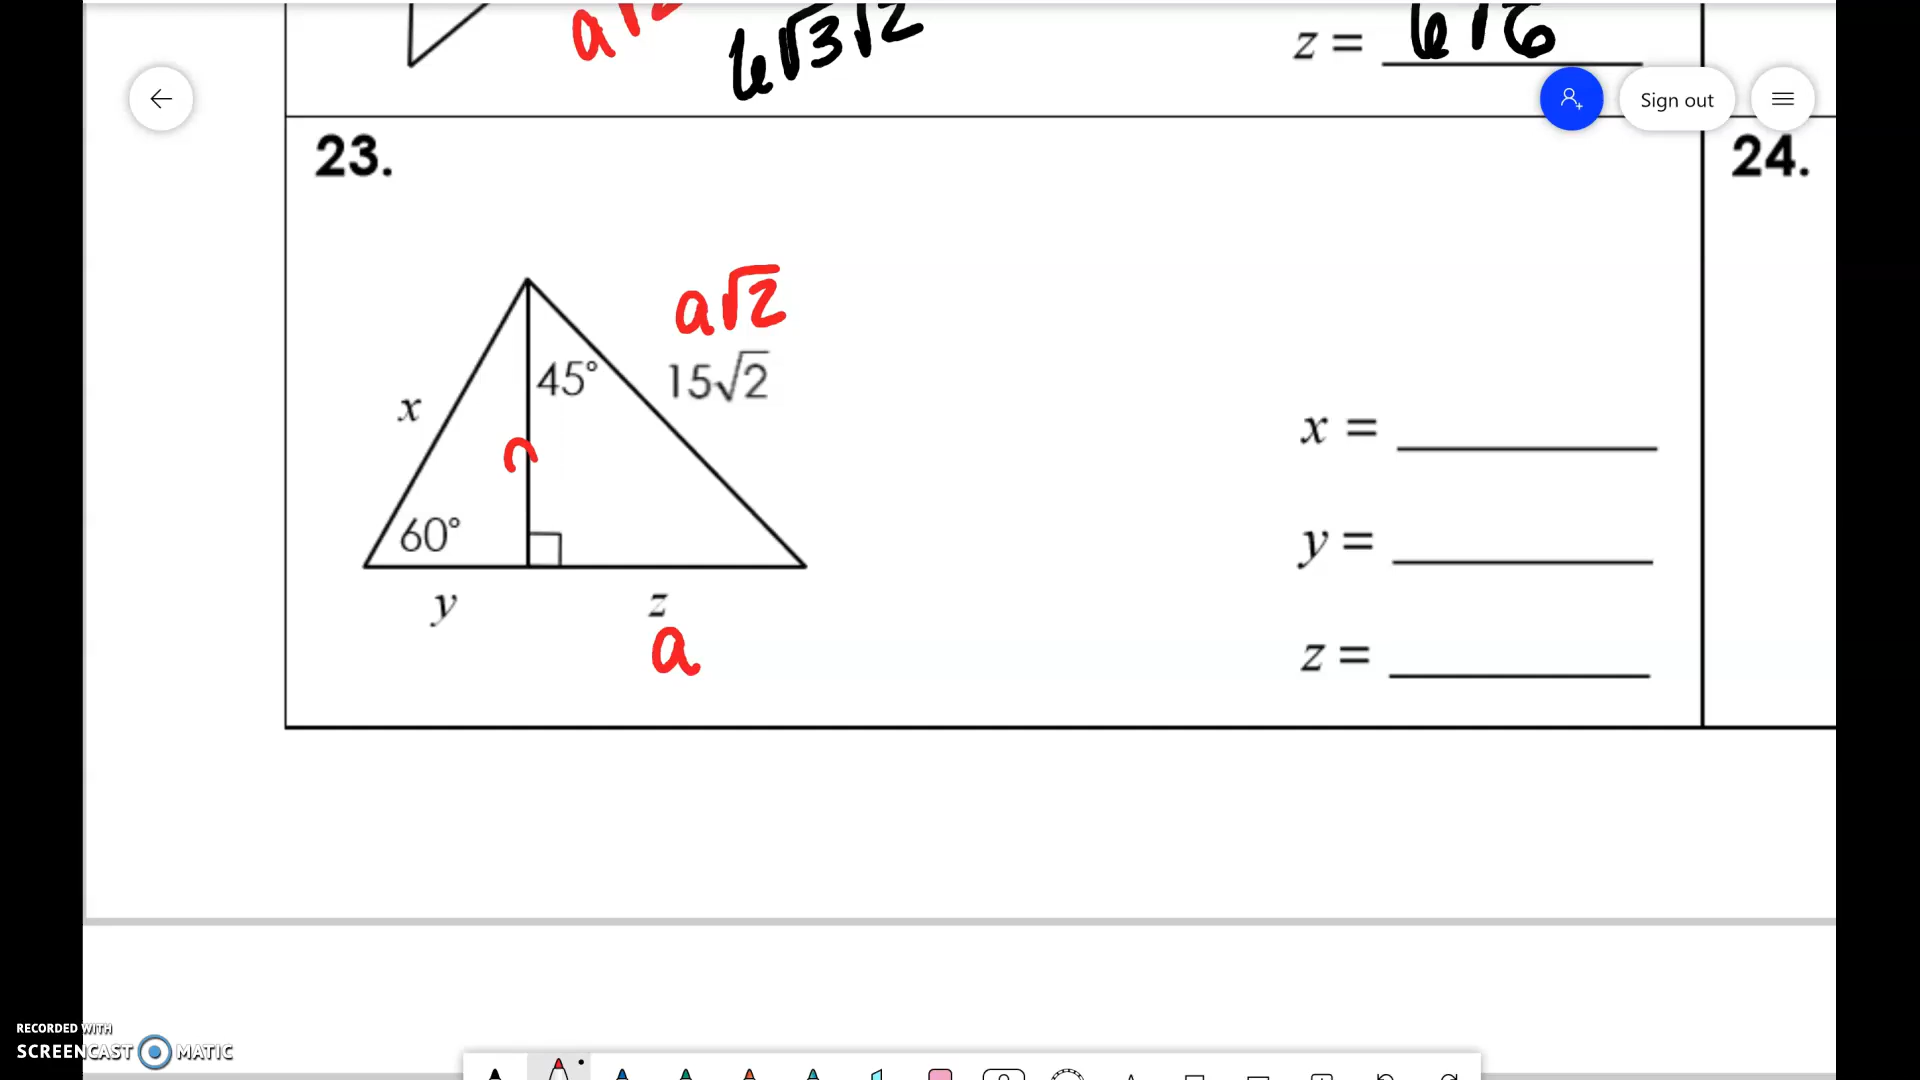 a√2
6√3√2
z = 6√6
Sign out
23.
24.
a√2
45°
15√2
x
x =
60°
y =
y
z
a
z =
RECORDED WITH
SCREENCAST MATIC